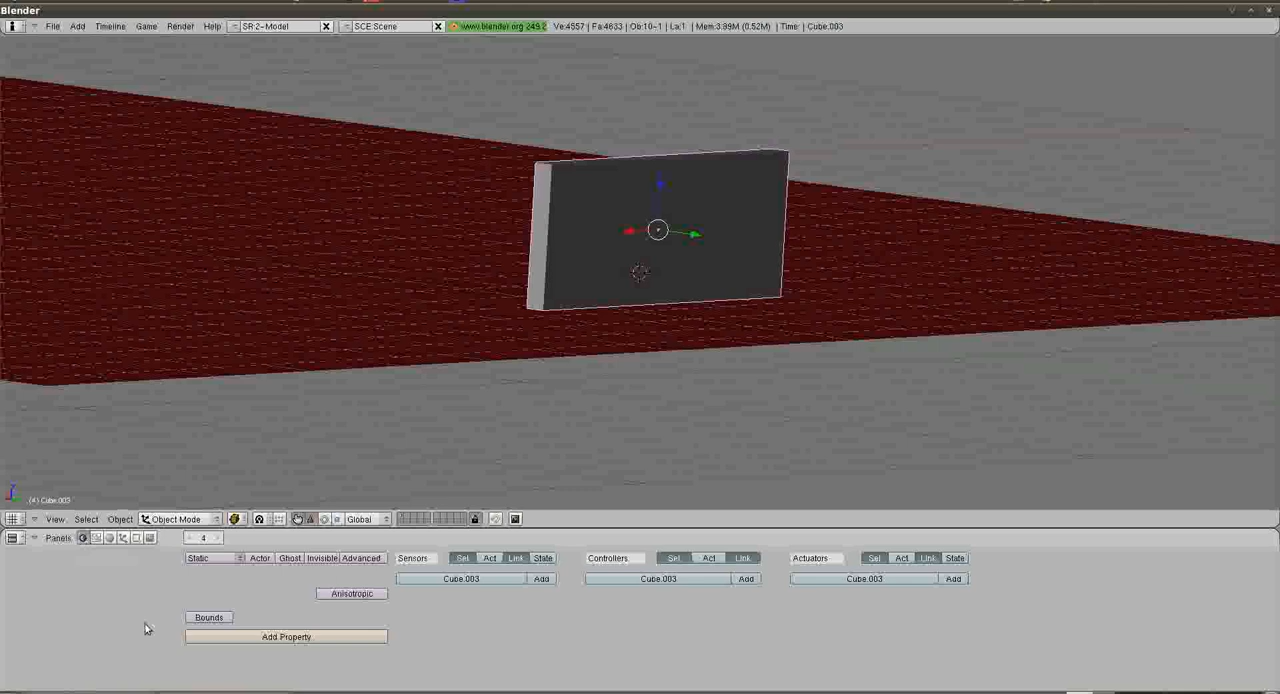 Blender
File Add Timeline Game Render Help SR:2-Model X SCE:Scene X www.blender.org 249.2 Ve:4557 | Fa:4633 | Ob:10-1 | La:1 | Mem:3.89M (0.52M) | Time: | Cube.003
(4) Cube.003
View Select Object Object Mode Global
Panels 4
Static Actor Ghost Invisible Advanced Sensors Sel Act Link State Controllers Sel Act Link Actuators Sel Act Link State
Cube.003 Add Cube.003 Add Cube.003 Add
Anisotropic
Bounds
Add Property